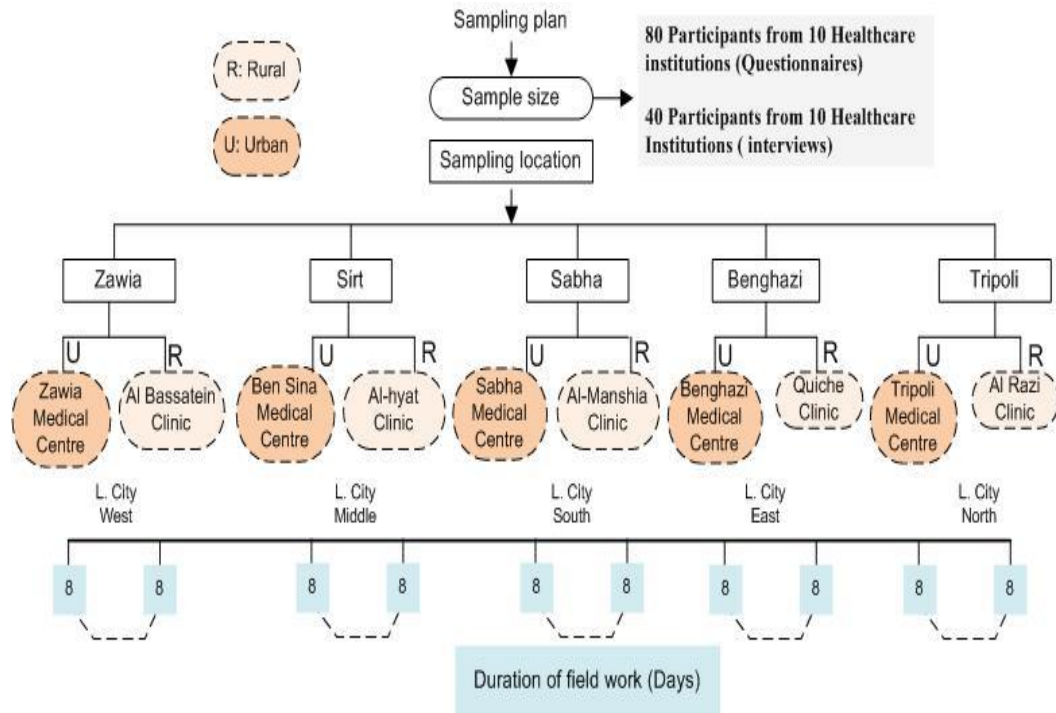 Sampling plan
80 Participants from 10 Healthcare
institutions (Questionnaires)
40 Participants from 10 Healthcare
Institutions ( interviews)
R: Rural
U: Urban
Sample size
Sampling location
Zawia
Sirt
Sabha
Benghazi
Tripoli
U
R
U
R
U
R
U
R
U
R
Zawia
Medical
Centre
Al Bassatein
Clinic
Ben Sina
Medical
Centre
Al-hyat
Clinic
Sabha
Medical
Centre
Al-Manshia
Clinic
Benghazi
Medical
Centre
Quiche
Clinic
Tripoli
Medical
Centre
Al Razi
Clinic
L. City
West
L. City
Middle
L. City
South
L. City
East
L. City
North
8
8
8
8
8
8
8
8
8
8
Duration of field work (Days)